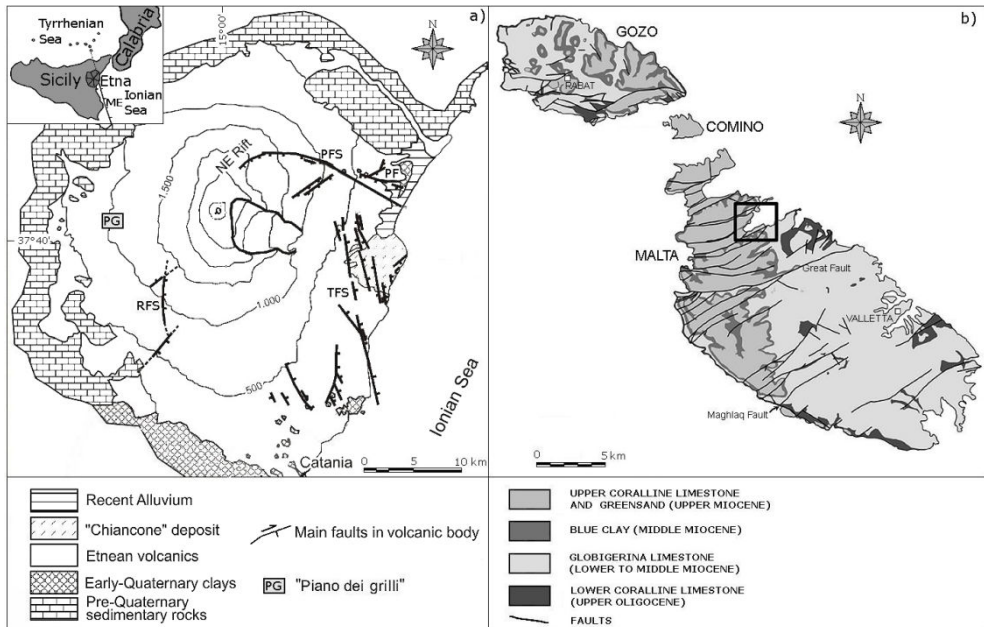 a)
Tyrrhenian
Sea
Calabria
Sicily
Etna
ME
Ionian
Sea
15°00'
N
NE Rift
PFS
PF
1.500
PG
37°40'
RFS
1.000
TFS
500
Ionian Sea
Catania
0 5 10 km
b)
GOZO
RABAT
N
COMINO
MALTA
Great Fault
VALLETTA
Maghlaq Fault
0 5 km
Recent Alluvium
"Chiancone" deposit
Etnean volcanics
Early-Quaternary clays
Pre-Quaternary
sedimentary rocks
Main faults in volcanic body
PG
"Piano dei grilli"
UPPER CORALLINE LIMESTONE
AND GREENSAND (UPPER MIOCENE)
BLUE CLAY (MIDDLE MIOCENE)
GLOBIGERINA LIMESTONE
(LOWER TO MIDDLE MIOCENE)
LOWER CORALLINE LIMESTONE
(UPPER OLIGOCENE)
FAULTS